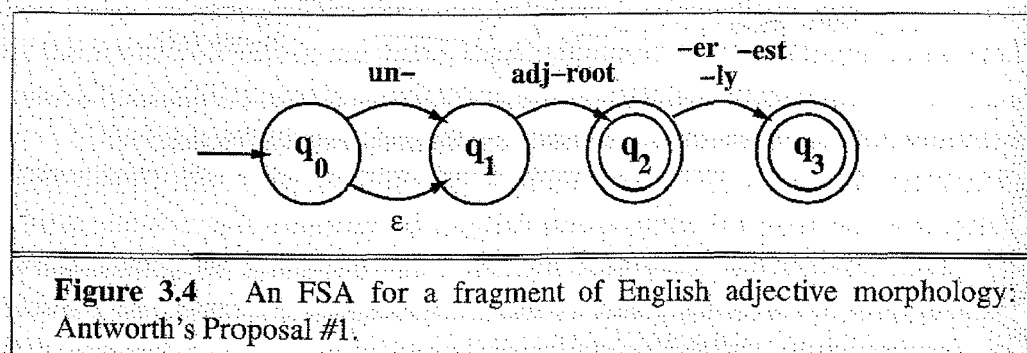 un–
adj–root
–er –est
–ly
q0
q1
q2
q3
ε
Figure 3.4 An FSA for a fragment of English adjective morphology:
Antworth's Proposal #1.